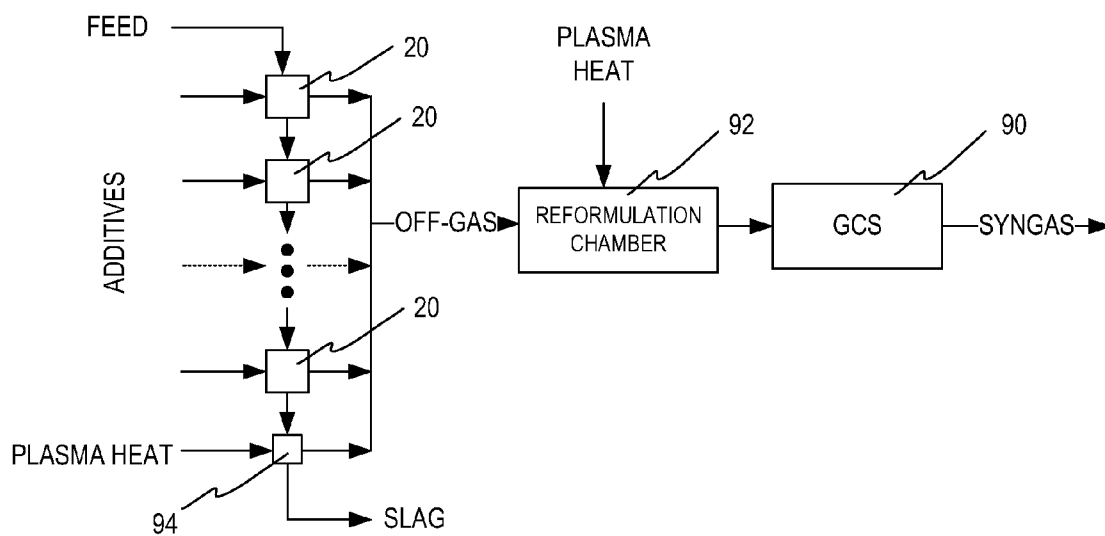 FEED
20
20
ADDITIVES
20
PLASMA HEAT
94
SLAG
OFF-GAS
PLASMA
HEAT
92
REFORMULATION
CHAMBER
90
GCS
SYNGAS